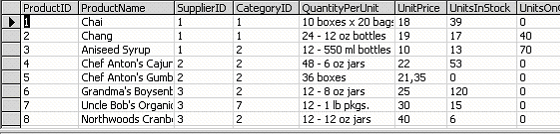 ProductID ProductName SupplierID CategoryID QuantityPerUnit UnitPrice UnitsInStock UnitsOnO
1 Chai 1 1 10 boxes x 20 bags 18 39 0
2 Chang 1 1 24 - 12 oz bottles 19 17 40
3 Aniseed Syrup 1 2 12 - 550 ml bottles 10 13 70
4 Chef Anton's Cajun 2 2 48 - 6 oz jars 22 53 0
5 Chef Anton's Gumb 2 2 36 boxes 21,35 0 0
6 Grandma's Boysenb 3 2 12 - 8 oz jars 25 120 0
7 Uncle Bob's Organic 3 7 12 - 1 lb pkgs. 30 15 0
8 Northwoods Cranbe 3 2 12 - 12 oz jars 40 6 0